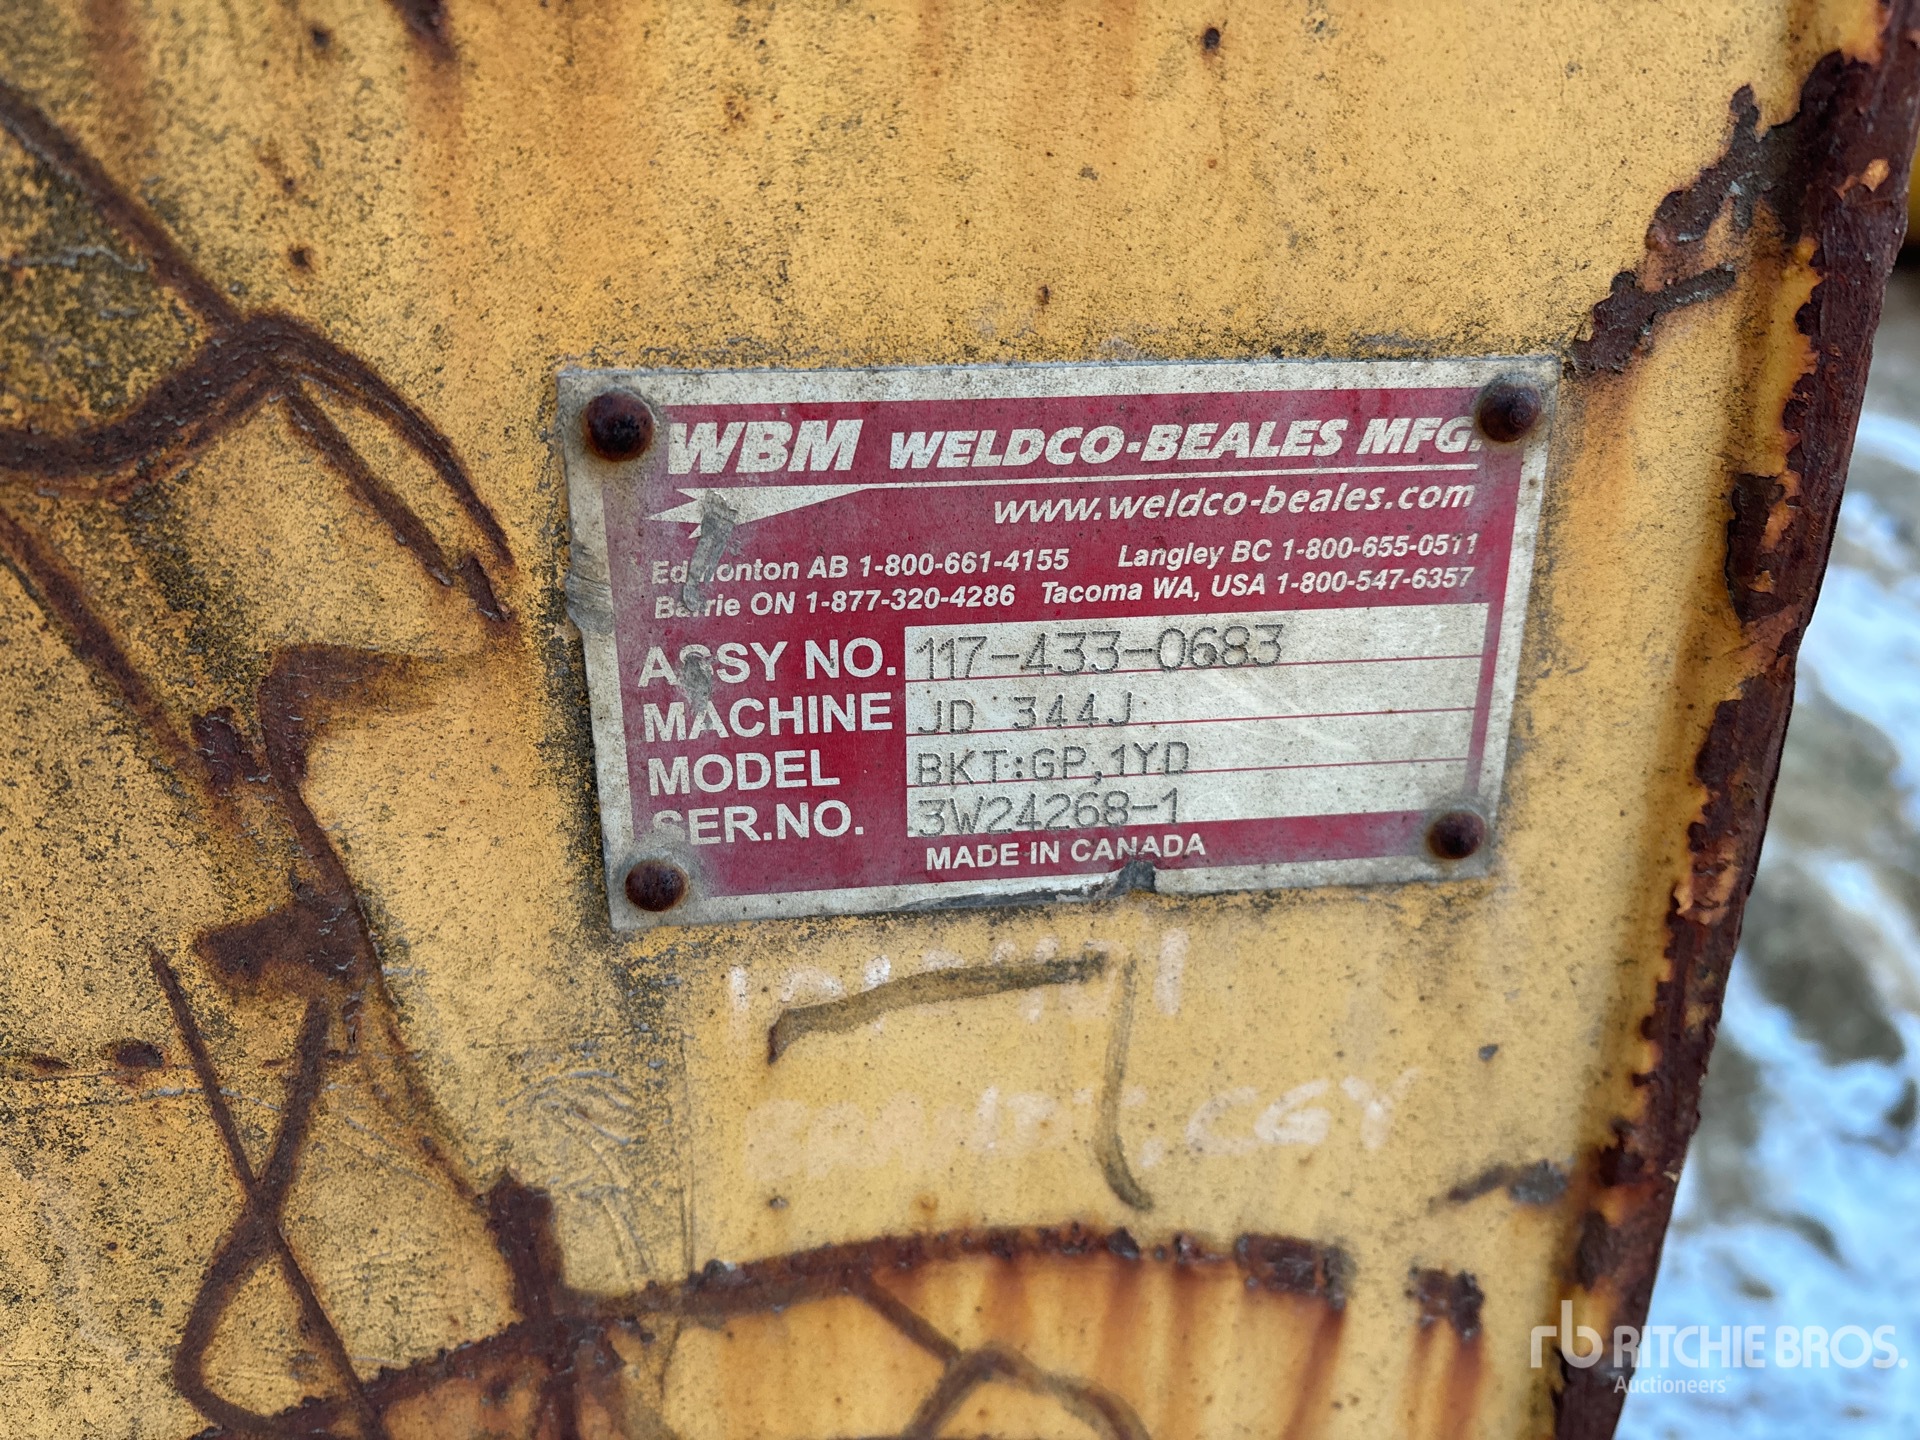 WBM WELDCO-BEALES MFG.
www.weldco-beales.com
Edmonton AB 1-800-661-4155 Langley BC 1-800-655-0511
Barrie ON 1-877-320-4286 Tacoma WA, USA 1-800-547-6357
ASSY NO. 117-433-0683
MACHINE JD 344J
MODEL BKT:GP,1YD
SER.NO. 3W24268-1
MADE IN CANADA
CGY
rb RITCHIE BROS.
Auctioneers